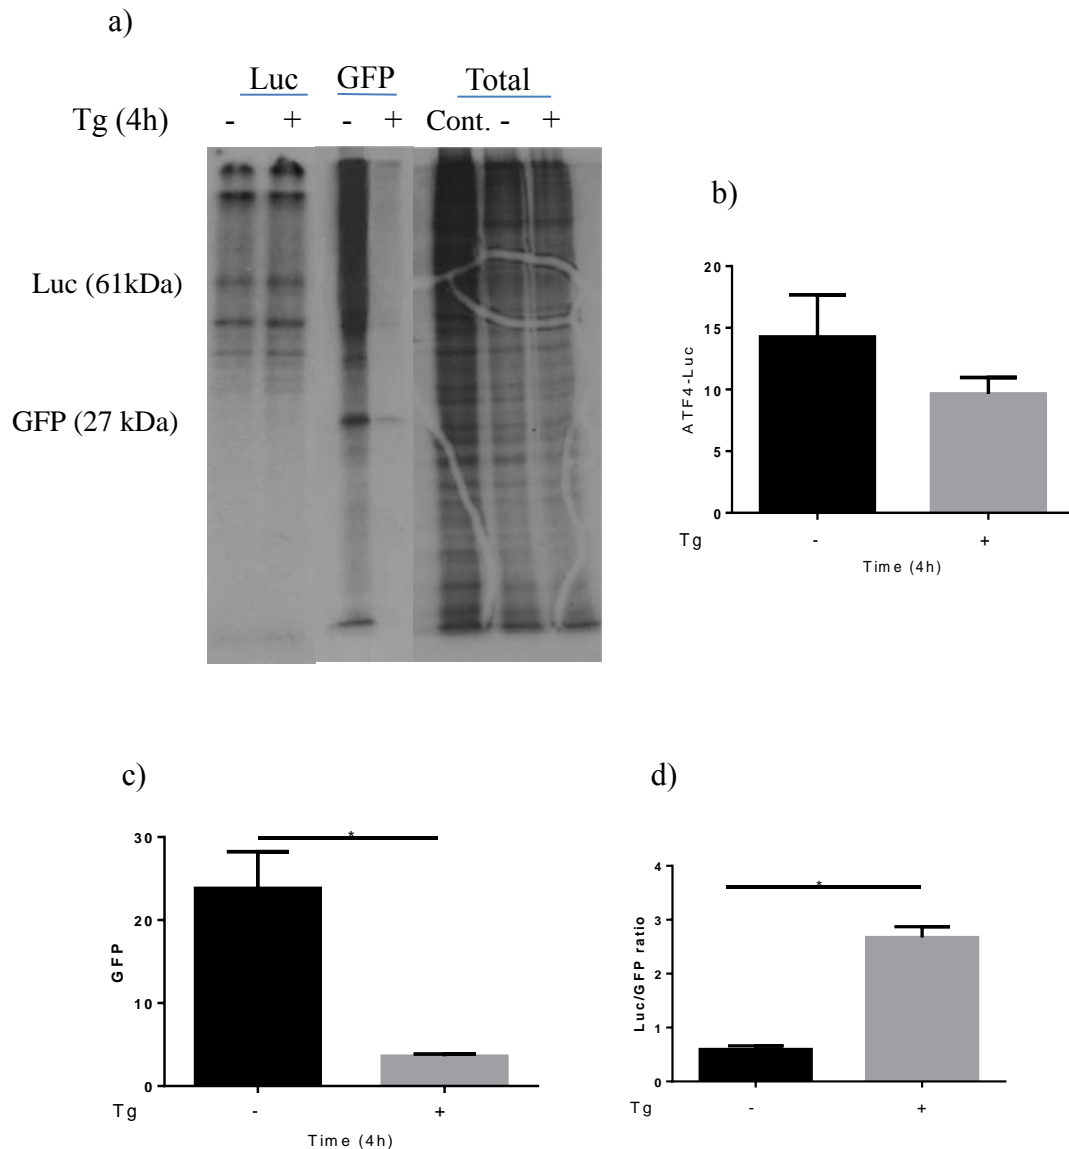 a)
Luc GFP Total
Tg (4h) - + - + Cont. - +
Luc (61kDa)
GFP (27 kDa)
b)
20
15
10
5
0
ATF4-Luc
Tg - +
Time (4h)
c)
*
30
20
10
0
GFP
Tg - +
Time (4h)
d)
*
4
3
2
1
0
Luc/GFP ratio
Tg - +